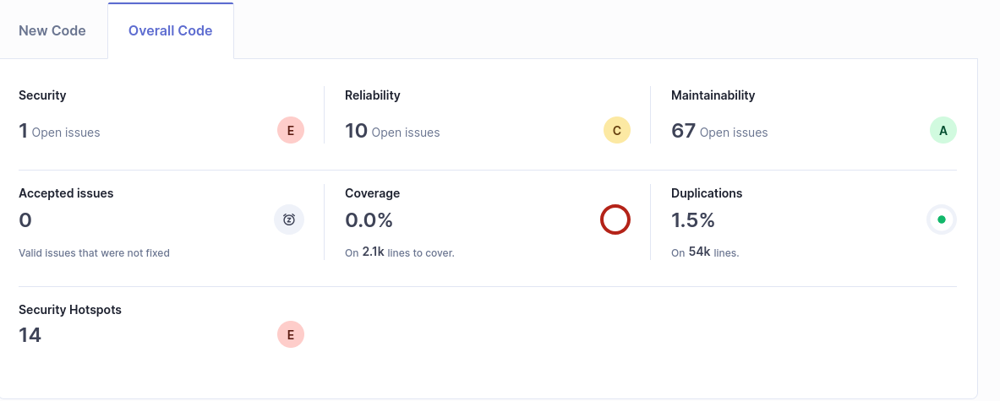 New Code
Overall Code
Security
Reliability
Maintainability
1 Open issues
E
10 Open issues
C
67 Open issues
A
Accepted issues
Coverage
Duplications
0
z
0.0%
1.5%
Valid issues that were not fixed
On 2.1k lines to cover.
On 54k lines.
Security Hotspots
14
E